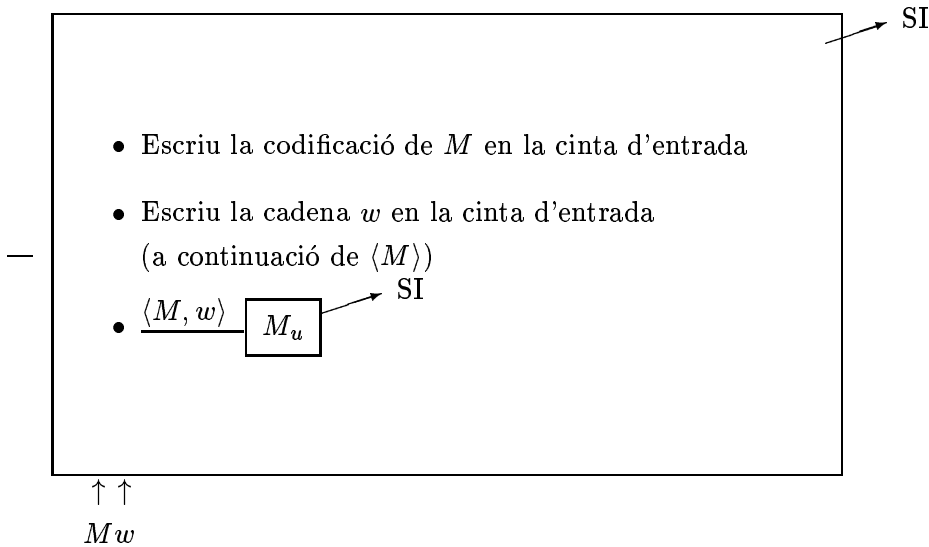 SI
• Escriu la codificació de M en la cinta d'entrada
• Escriu la cadena w en la cinta d'entrada
(a continuació de ⟨M⟩)
SI
• ⟨M, w⟩ M_u
↑ ↑
M w